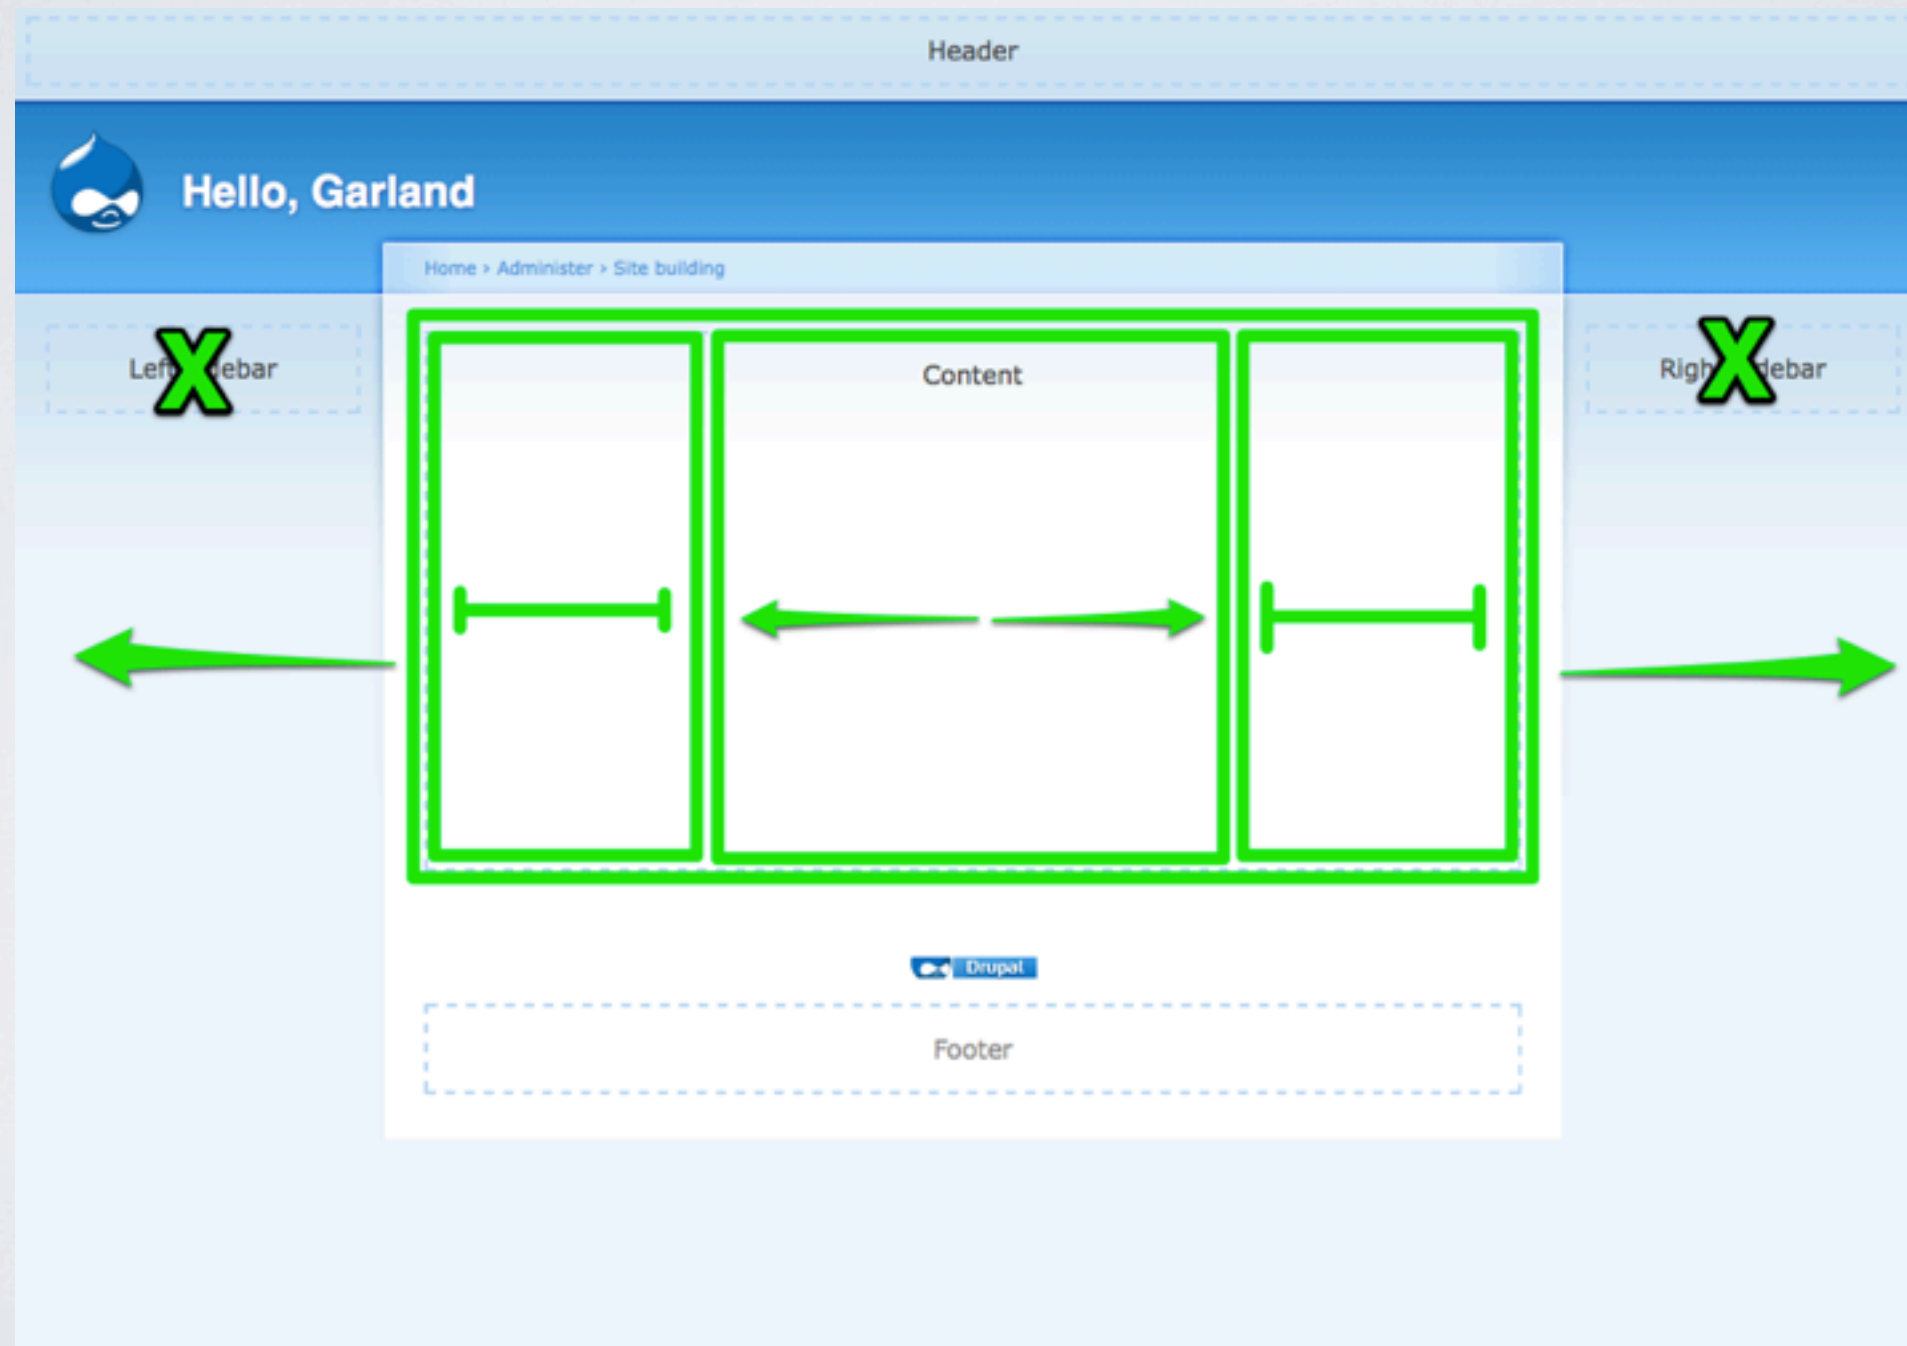 Header
Hello, Garland
Home > Administer > Site building
X
X
Content
Drupal
Footer